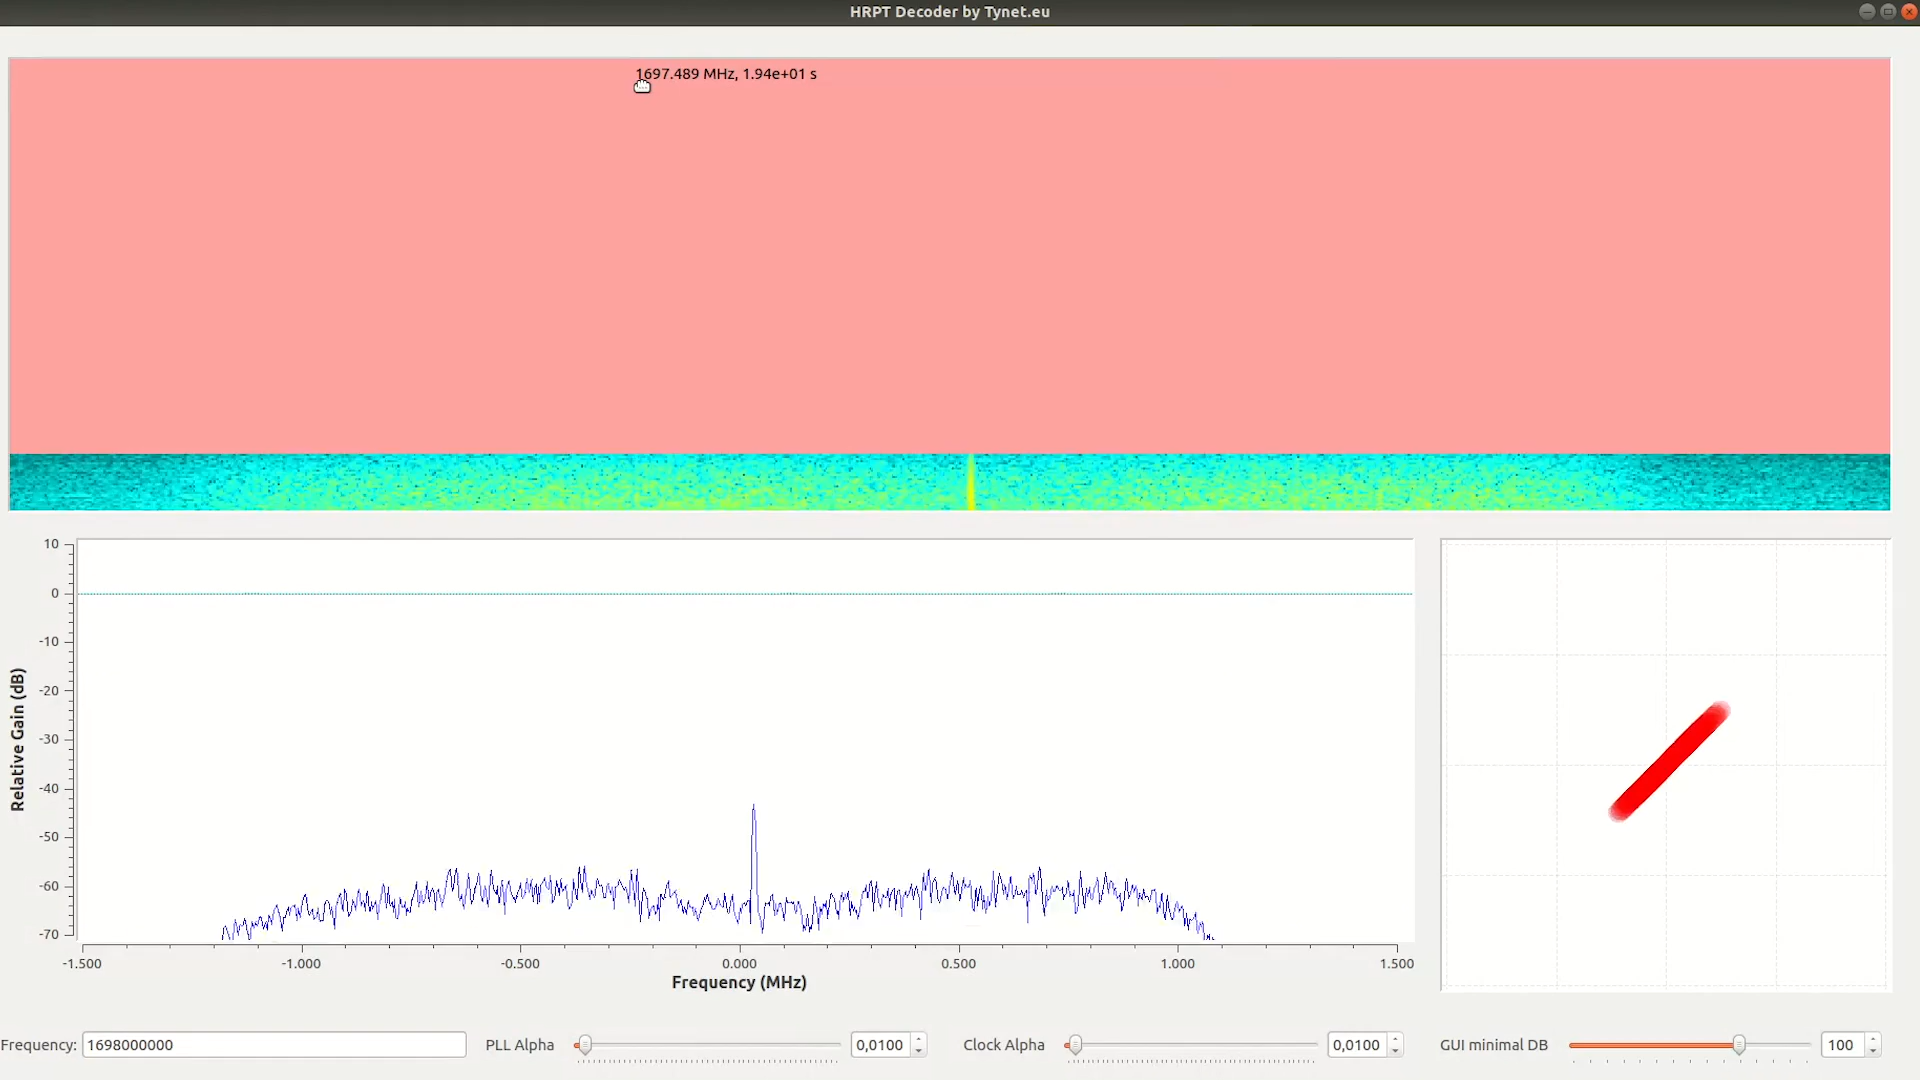 HRPT Decoder by Tynet.eu
1697.489 MHz, 1.94e+01 s
10
0
-10
-20
-30
-40
-50
-60
-70
Relative Gain (dB)
-1.500 -1.000 -0.500 0.000 0.500 1.000 1.500
Frequency (MHz)
Frequency: 1698000000 PLL Alpha 0,0100 Clock Alpha 0,0100 GUI minimal DB 100